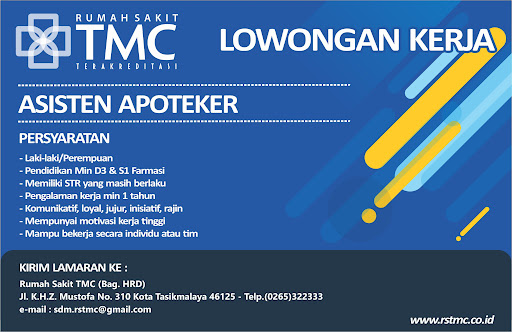 RUMAH SAKIT
TMC
TERAKREDITASI
LOWONGAN KERJA
ASISTEN APOTEKER
PERSYARATAN
- Laki-laki/Perempuan
- Pendidikan Min D3 & S1 Farmasi
- Memiliki STR yang masih berlaku
- Pengalaman kerja min 1 tahun
- Komunikatif, loyal, jujur, inisiatif, rajin
- Mempunyai motivasi kerja tinggi
- Mampu bekerja secara individu atau tim
KIRIM LAMARAN KE :
Rumah Sakit TMC (Bag. HRD)
Jl. K.H.Z. Mustofa No. 310 Kota Tasikmalaya 46125 - Telp.(0265)322333
e-mail : sdm.rstmc@gmail.com
www.rstmc.co.id